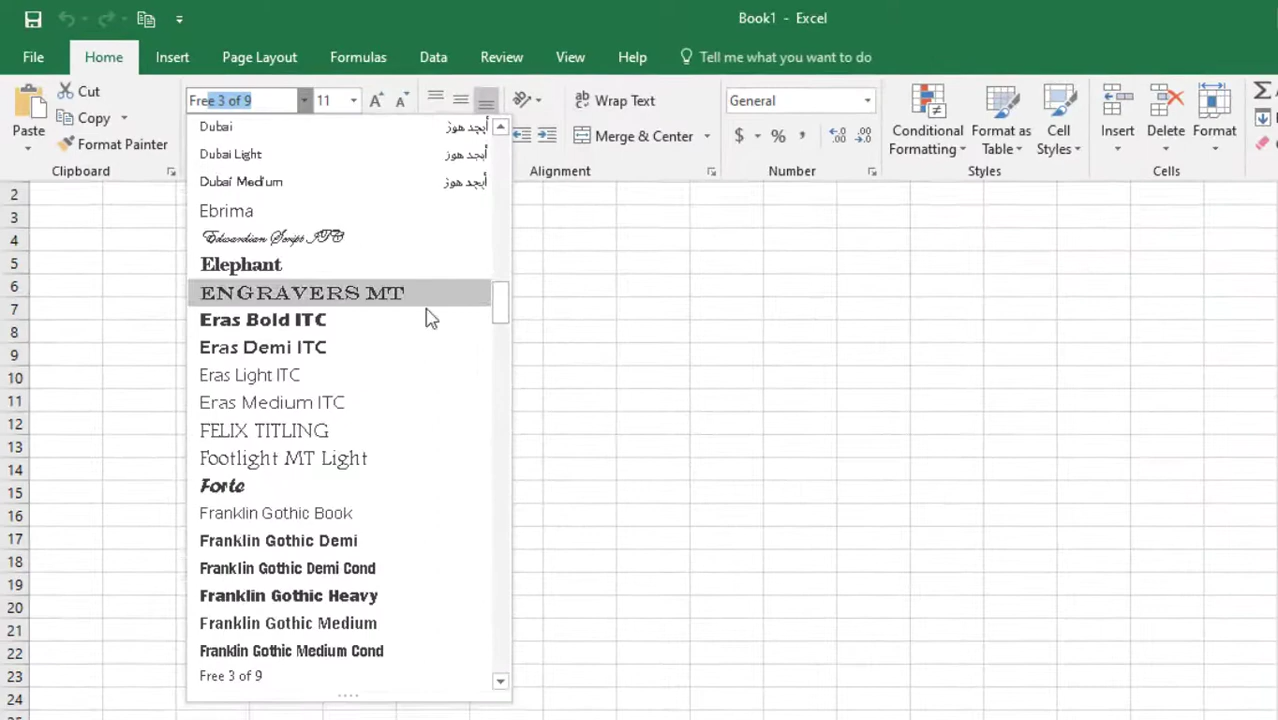 Book1 - Excel
File Home Insert Page Layout Formulas Data Review View Help Tell me what you want to do
Cut
Copy
Format Painter
Paste
Clipboard
Free 3 of 9 11
Wrap Text
Merge & Center
Alignment
General
$ % ,
Number
Conditional Formatting
Format as Table
Cell Styles
Styles
Insert Delete Format
Cells
Dubai أبجد هوز
Dubai Light أبجد هوز
Dubai Medium أبجد هوز
Ebrima
Edwardian Script ITC
Elephant
ENGRAVERS MT
Eras Bold ITC
Eras Demi ITC
Eras Light ITC
Eras Medium ITC
FELIX TITLING
Footlight MT Light
Forte
Franklin Gothic Book
Franklin Gothic Demi
Franklin Gothic Demi Cond
Franklin Gothic Heavy
Franklin Gothic Medium
Franklin Gothic Medium Cond
Free 3 of 9
2
3
4
5
6
7
8
9
10
11
12
13
14
15
16
17
18
19
20
21
22
23
24